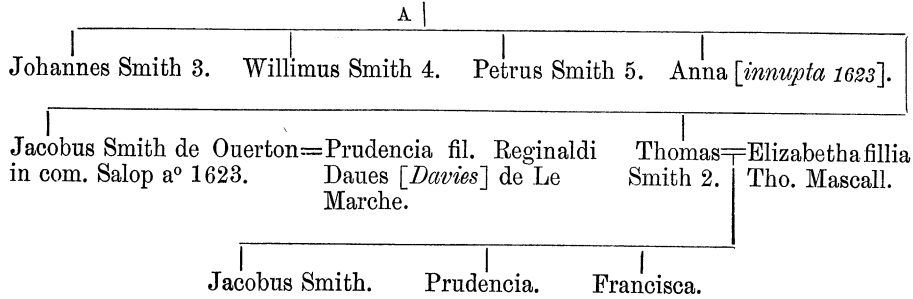 A
Johannes Smith 3. Willimus Smith 4. Petrus Smith 5. Anna [innupta 1623].
Jacobus Smith de Ouerton=Prudencia fil. Reginaldi Thomas=Elizabetha fillia
in com. Salop aº 1623. Daues [Davies] de Le Smith 2. Tho. Mascall.
Marche.
Jacobus Smith. Prudencia. Francisca.